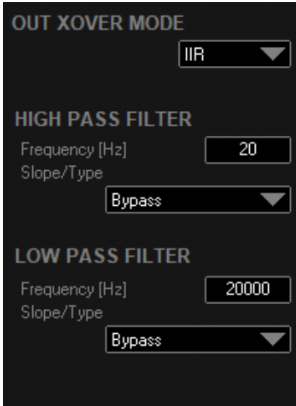 OUT XOVER MODE
IIR
HIGH PASS FILTER
Frequency [Hz] 20
Slope/Type
Bypass
LOW PASS FILTER
Frequency [Hz] 20000
Slope/Type
Bypass